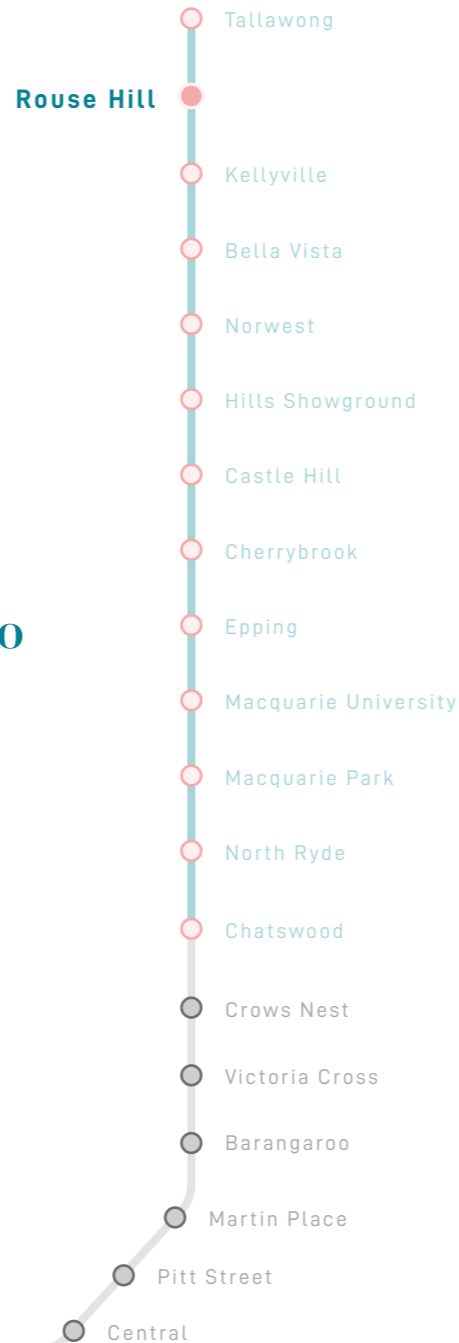 Tallawong
Rouse Hill
Kellyville
Bella Vista
Norwest
Hills Showground
Castle Hill
Cherrybrook
Epping
Macquarie University
Macquarie Park
North Ryde
Chatswood
Crows Nest
Victoria Cross
Barangaroo
Martin Place
Pitt Street
Central